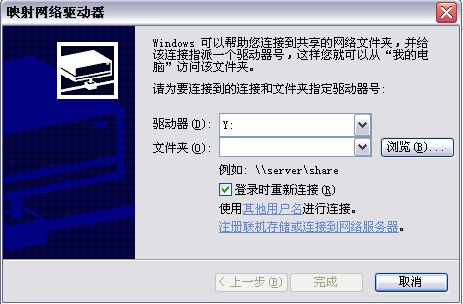 映射网络驱动器
Windows 可以帮助您连接到共享的网络文件夹，并给
该连接指派一个驱动器号，这样您就可以从“我的电
脑”访问该文件夹。
请为要连接到的连接和文件夹指定驱动器号：
驱动器(D)： Y:
文件夹(O)： 浏览(B)...
例如: \\server\share
登录时重新连接(R)
使用其他用户名进行连接。
注册联机存储或连接到网络服务器。
< 上一步(B) 完成 取消